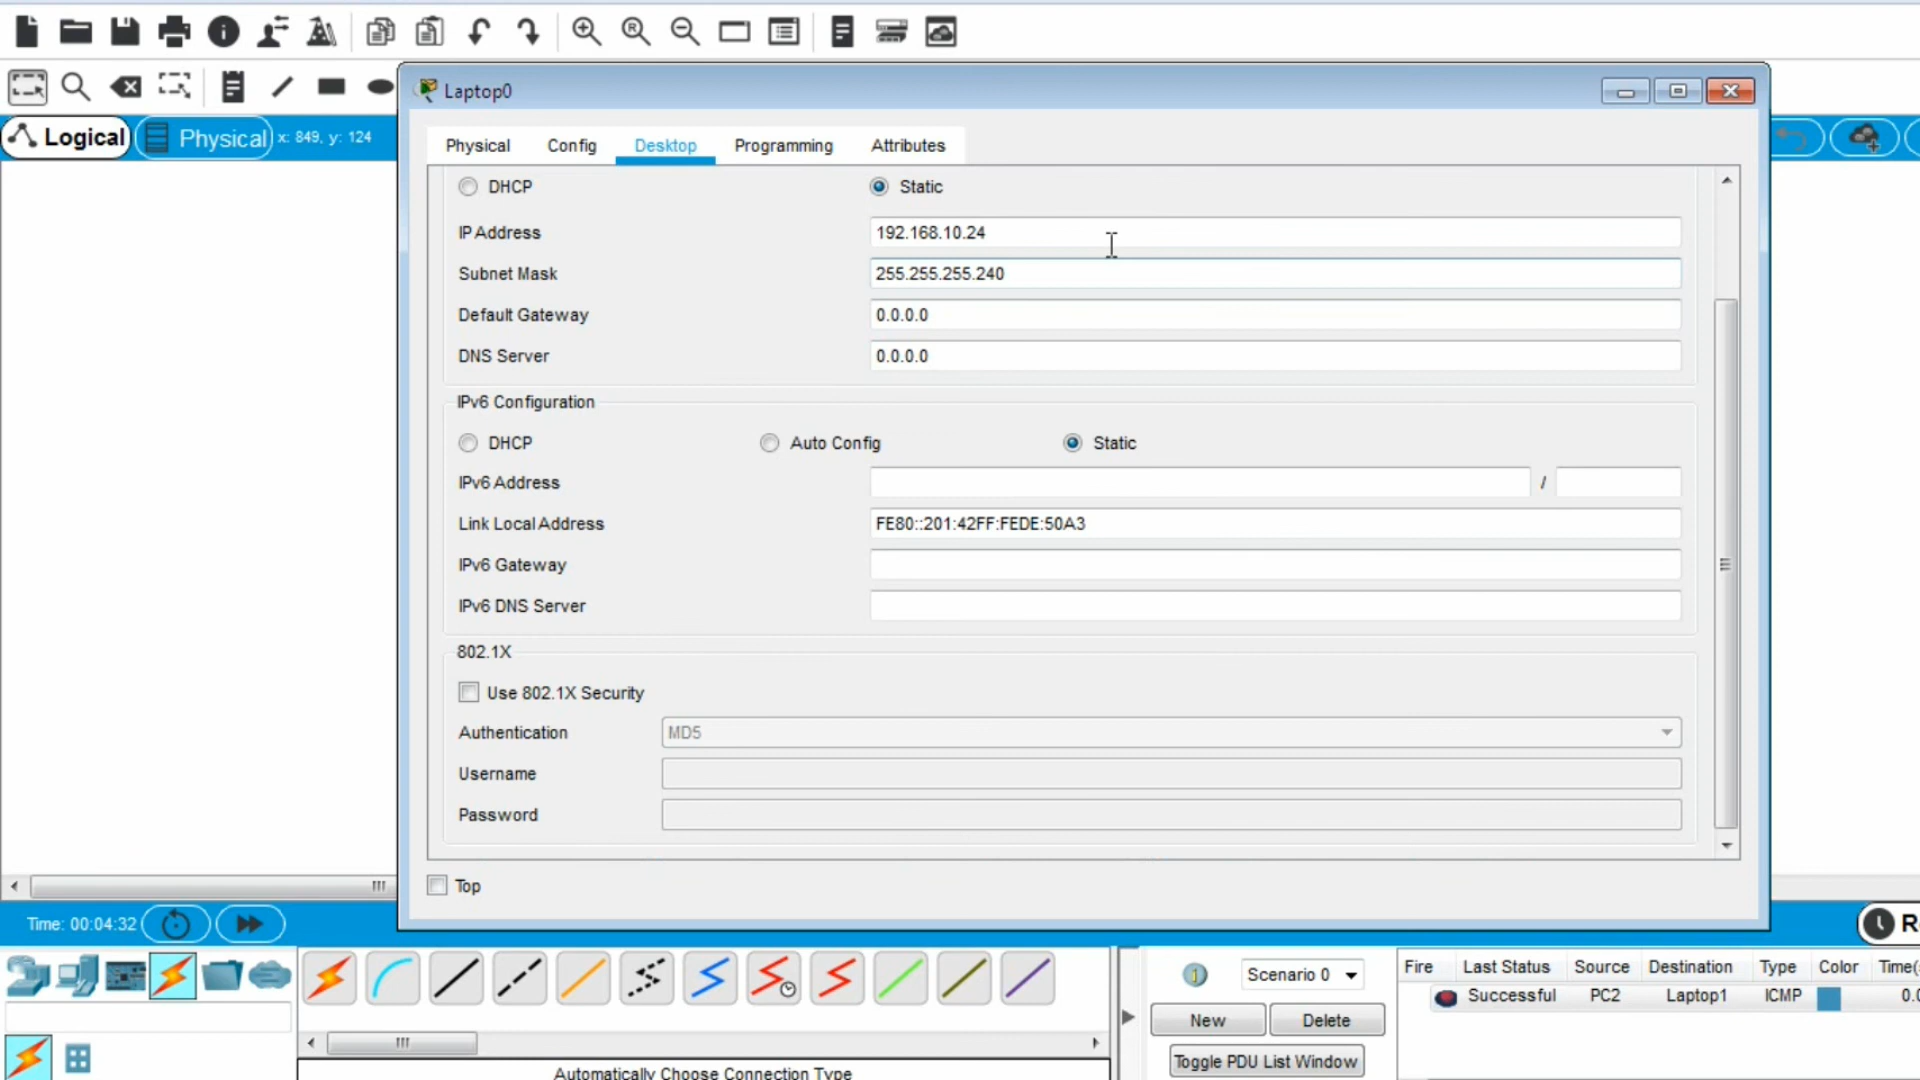 Laptop0
Logical
Physical
x: 849, y: 124
Physical Config Desktop Programming Attributes
DHCP Static
IP Address 192.168.10.24
Subnet Mask 255.255.255.240
Default Gateway 0.0.0.0
DNS Server 0.0.0.0
IPv6 Configuration
DHCP Auto Config Static
IPv6 Address /
Link Local Address FE80::201:42FF:FEDE:50A3
IPv6 Gateway
IPv6 DNS Server
802.1X
Use 802.1X Security
Authentication MD5
Username
Password
Top
Time: 00:04:32
R
Scenario 0
Fire Last Status Source Destination Type Color Time(
Successful PC2 Laptop1 ICMP 0.0
New Delete
Toggle PDU List Window
Automatically Choose Connection Type